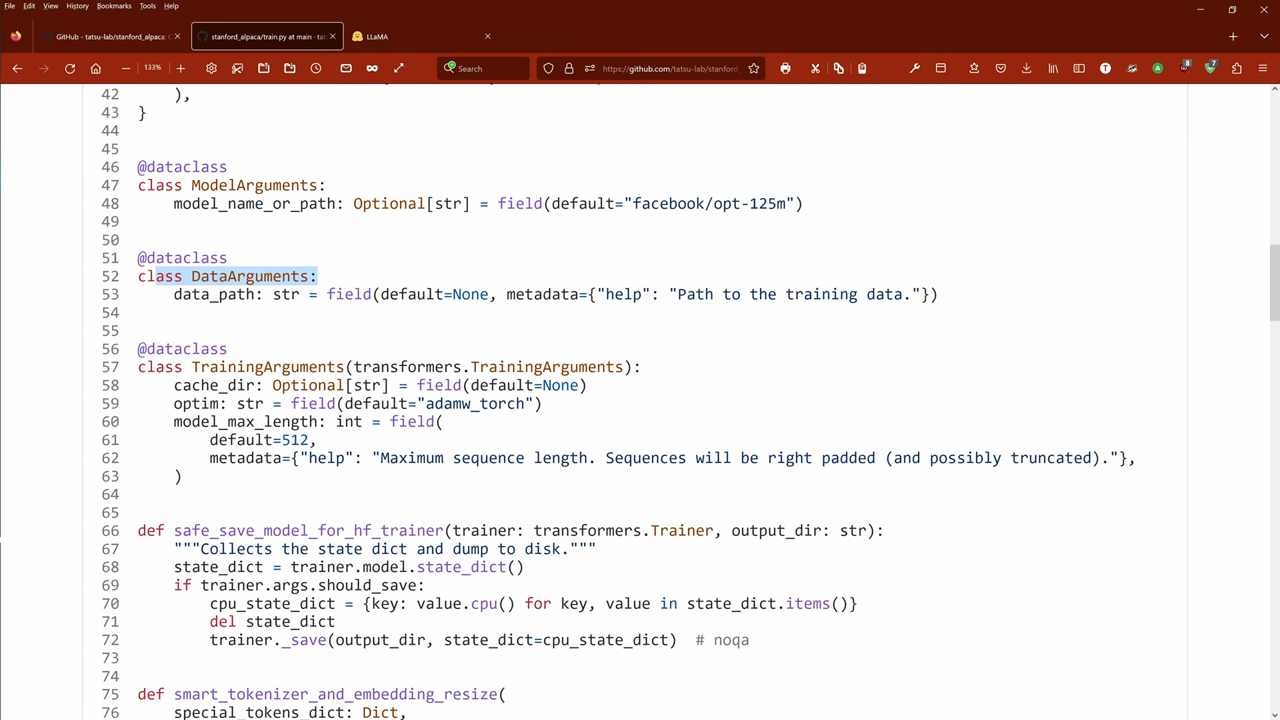 File Edit View History Bookmarks Tools Help
GitHub - tatsu-lab/stanford_alpaca: C
stanford_alpaca/train.py at main · tats
LLaMA
133%
Search
https://github.com/tatsu-lab/stanford
42 ),
43 }
44
45
46 @dataclass
47 class ModelArguments:
48 model_name_or_path: Optional[str] = field(default="facebook/opt-125m")
49
50
51 @dataclass
52 class DataArguments:
53 data_path: str = field(default=None, metadata={"help": "Path to the training data."})
54
55
56 @dataclass
57 class TrainingArguments(transformers.TrainingArguments):
58 cache_dir: Optional[str] = field(default=None)
59 optim: str = field(default="adamw_torch")
60 model_max_length: int = field(
61 default=512,
62 metadata={"help": "Maximum sequence length. Sequences will be right padded (and possibly truncated)."},
63 )
64
65
66 def safe_save_model_for_hf_trainer(trainer: transformers.Trainer, output_dir: str):
67 """Collects the state dict and dump to disk."""
68 state_dict = trainer.model.state_dict()
69 if trainer.args.should_save:
70 cpu_state_dict = {key: value.cpu() for key, value in state_dict.items()}
71 del state_dict
72 trainer._save(output_dir, state_dict=cpu_state_dict) # noqa
73
74
75 def smart_tokenizer_and_embedding_resize(
76 special_tokens_dict: Dict,